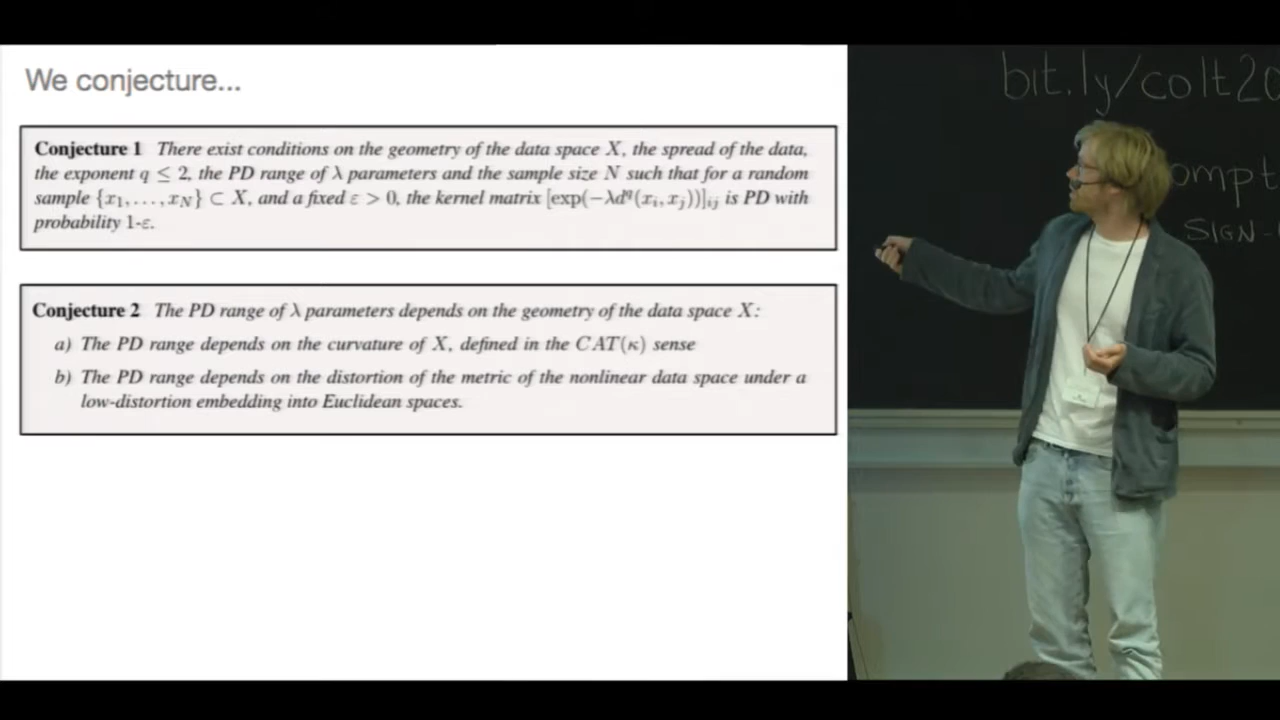 We conjecture...
Conjecture 1 There exist conditions on the geometry of the data space X, the spread of the data,
the exponent q ≤ 2, the PD range of λ parameters and the sample size N such that for a random
sample {x₁, . . . , x_N} ⊂ X, and a fixed ε > 0, the kernel matrix [exp(−λd^q(xᵢ, xⱼ))]ᵢⱼ is PD with
probability 1-ε.
Conjecture 2 The PD range of λ parameters depends on the geometry of the data space X:
a) The PD range depends on the curvature of X, defined in the CAT(κ) sense
b) The PD range depends on the distortion of the metric of the nonlinear data space under a
low-distortion embedding into Euclidean spaces.
bit.ly/colt20
ompt
SIGN-